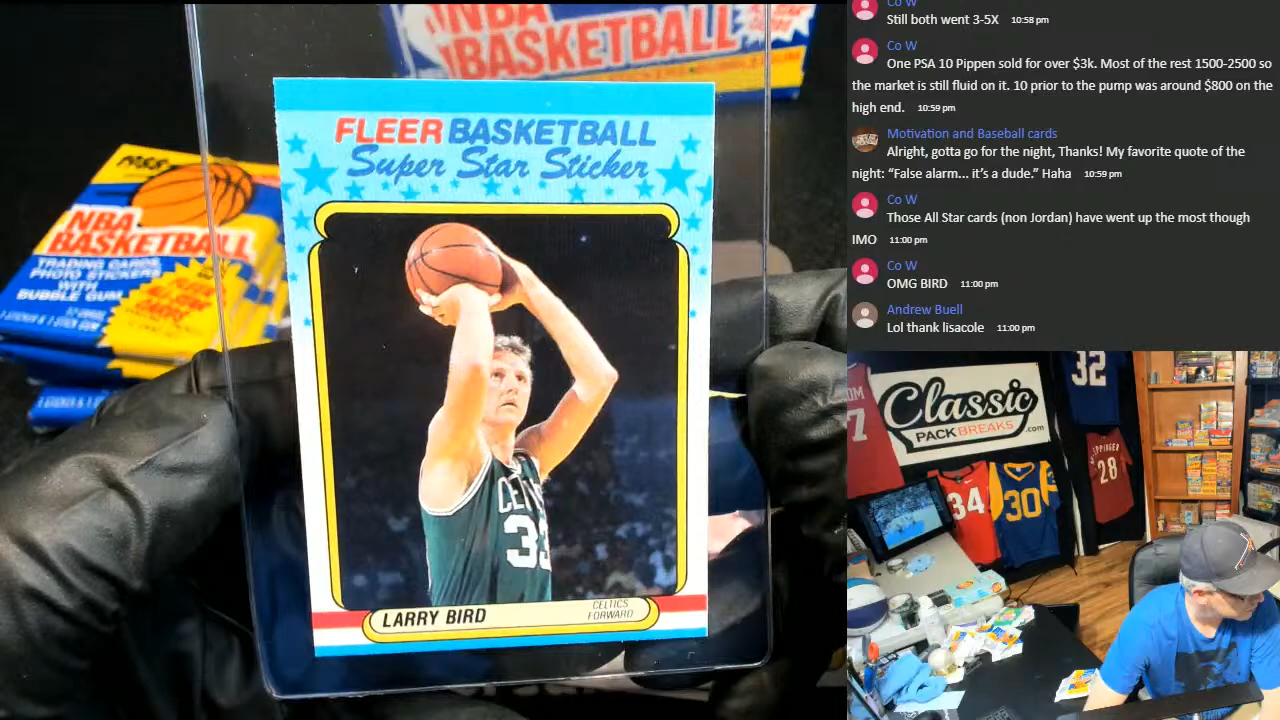 NBA
BASKETBALL
1988
NBA
BASKETBALL
TRADING CARDS,
PHOTO STICKERS
WITH
BUBBLE GUM
FLEER BASKETBALL
Super Star Sticker
CELTICS
33
LARRY BIRD
CELTICS
FORWARD
Co W
Still both went 3-5X 10:58 pm
Co W
One PSA 10 Pippen sold for over $3k. Most of the rest 1500-2500 so
the market is still fluid on it. 10 prior to the pump was around $800 on the
high end. 10:59 pm
Motivation and Baseball cards
Alright, gotta go for the night, Thanks! My favorite quote of the
night: “False alarm... it’s a dude.” Haha 10:59 pm
Co W
Those All Star cards (non Jordan) have went up the most though
IMO 11:00 pm
Co W
OMG BIRD 11:00 pm
Andrew Buell
Lol thank lisacole 11:00 pm
32
7
Classic
PACK BREAKS.com
34
30
28